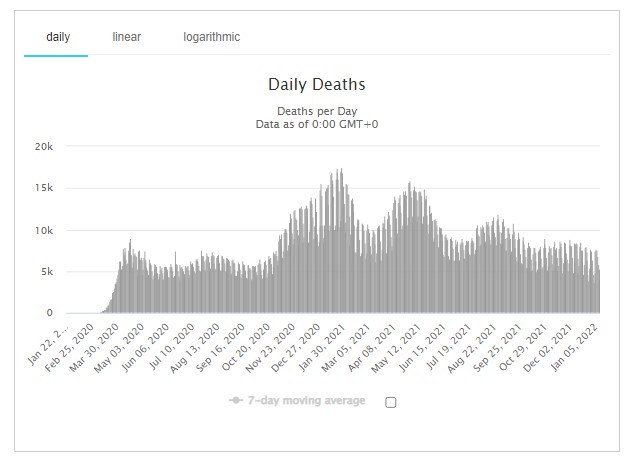 daily linear logarithmic
Daily Deaths
Deaths per Day
Data as of 0:00 GMT+0
20k
15k
10k
5k
0
Jan 22, 2... Feb 25, 2020 Mar 30, 2020 May 03, 2020 Jun 06, 2020 Jul 10, 2020 Aug 13, 2020 Sep 16, 2020 Oct 20, 2020 Nov 23, 2020 Dec 27, 2020 Jan 30, 2021 Mar 05, 2021 Apr 08, 2021 May 12, 2021 Jun 15, 2021 Jul 19, 2021 Aug 22, 2021 Sep 25, 2021 Oct 29, 2021 Dec 02, 2021 Jan 05, 2022
7-day moving average